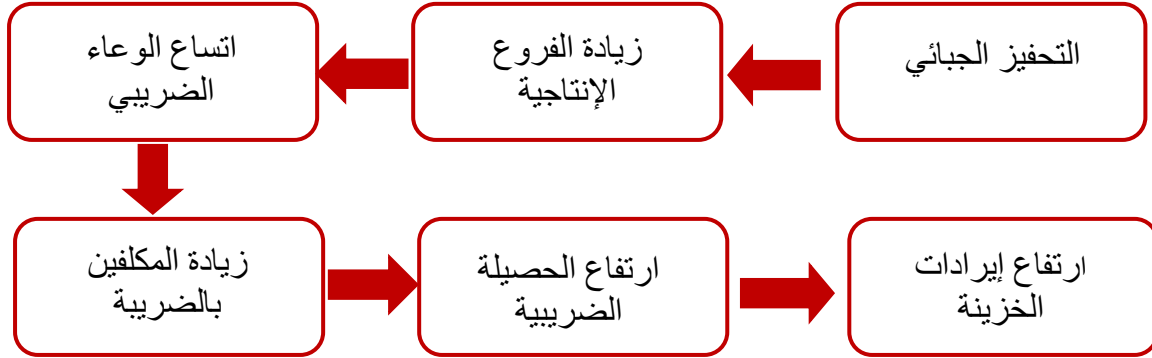 التحفيز الجبائي
زيادة الفروع
الإنتاجية
اتساع الوعاء
الضريبي
زيادة المكلفين
بالضريبة
ارتفاع الحصيلة
الضريبية
ارتفاع إيرادات
الخزينة